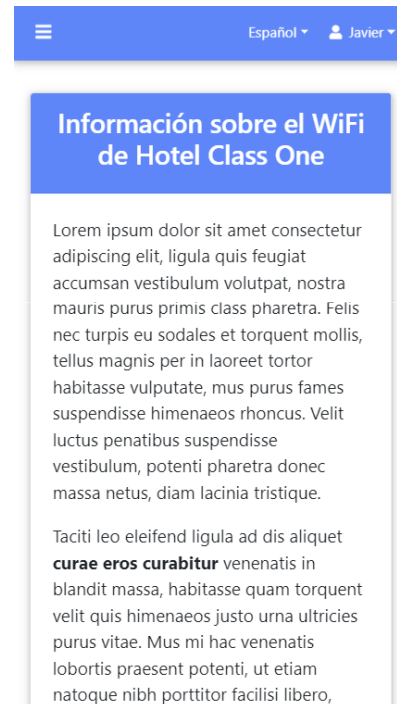 Español Javier
Información sobre el WiFi
de Hotel Class One
Lorem ipsum dolor sit amet consectetur
adipiscing elit, ligula quis feugiat
accumsan vestibulum volutpat, nostra
mauris purus primis class pharetra. Felis
nec turpis eu sodales et torquent mollis,
tellus magnis per in laoreet tortor
habitasse vulputate, mus purus fames
suspendisse himenaeos rhoncus. Velit
luctus penatibus suspendisse
vestibulum, potenti pharetra donec
massa netus, diam lacinia tristique.
Taciti leo eleifend ligula ad dis aliquet
curae eros curabitur venenatis in
blandit massa, habitasse quam torquent
velit quis himenaeos justo urna ultricies
purus vitae. Mus mi hac venenatis
lobortis praesent potenti, ut etiam
natoque nibh porttitor facilisi libero,